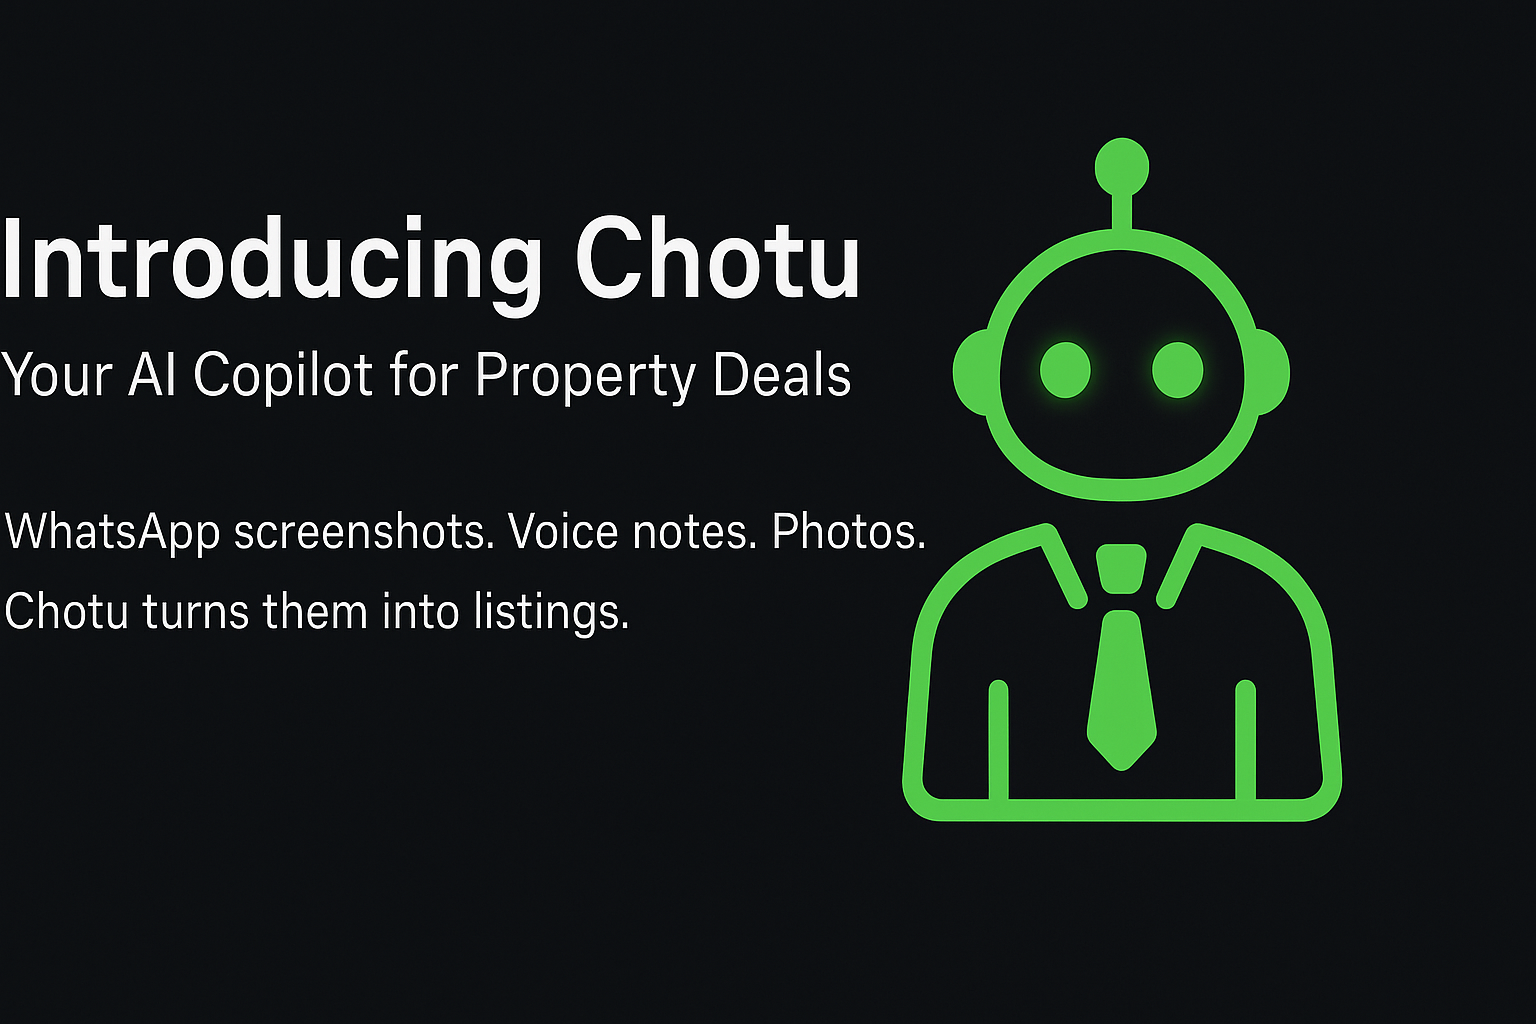 Introducing Chotu
Your AI Copilot for Property Deals
WhatsApp screenshots. Voice notes. Photos.
Chotu turns them into listings.